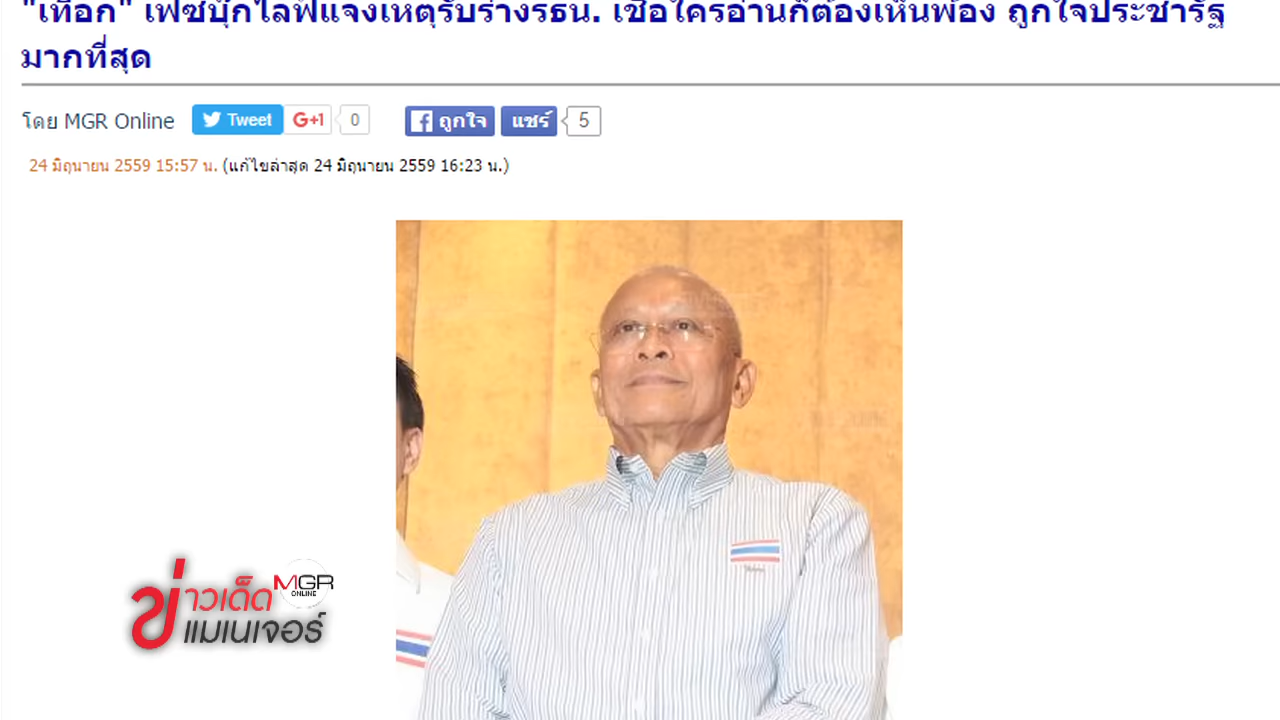 "เทือก" เฟซบุ๊กไลฟ์แจงเหตุรับร่างรธน. เชื่อใครอ่านก็ต้องเห็นพ้อง ถูกใจประชารัฐ
มากที่สุด
โดย MGR Online
Tweet
G+1
0
ถูกใจ
แชร์
5
24 มิถุนายน 2559 15:57 น. (แก้ไขล่าสุด 24 มิถุนายน 2559 16:23 น.)
ข่าวเด็ด
MGR
ONLINE
แมเนเจอร์